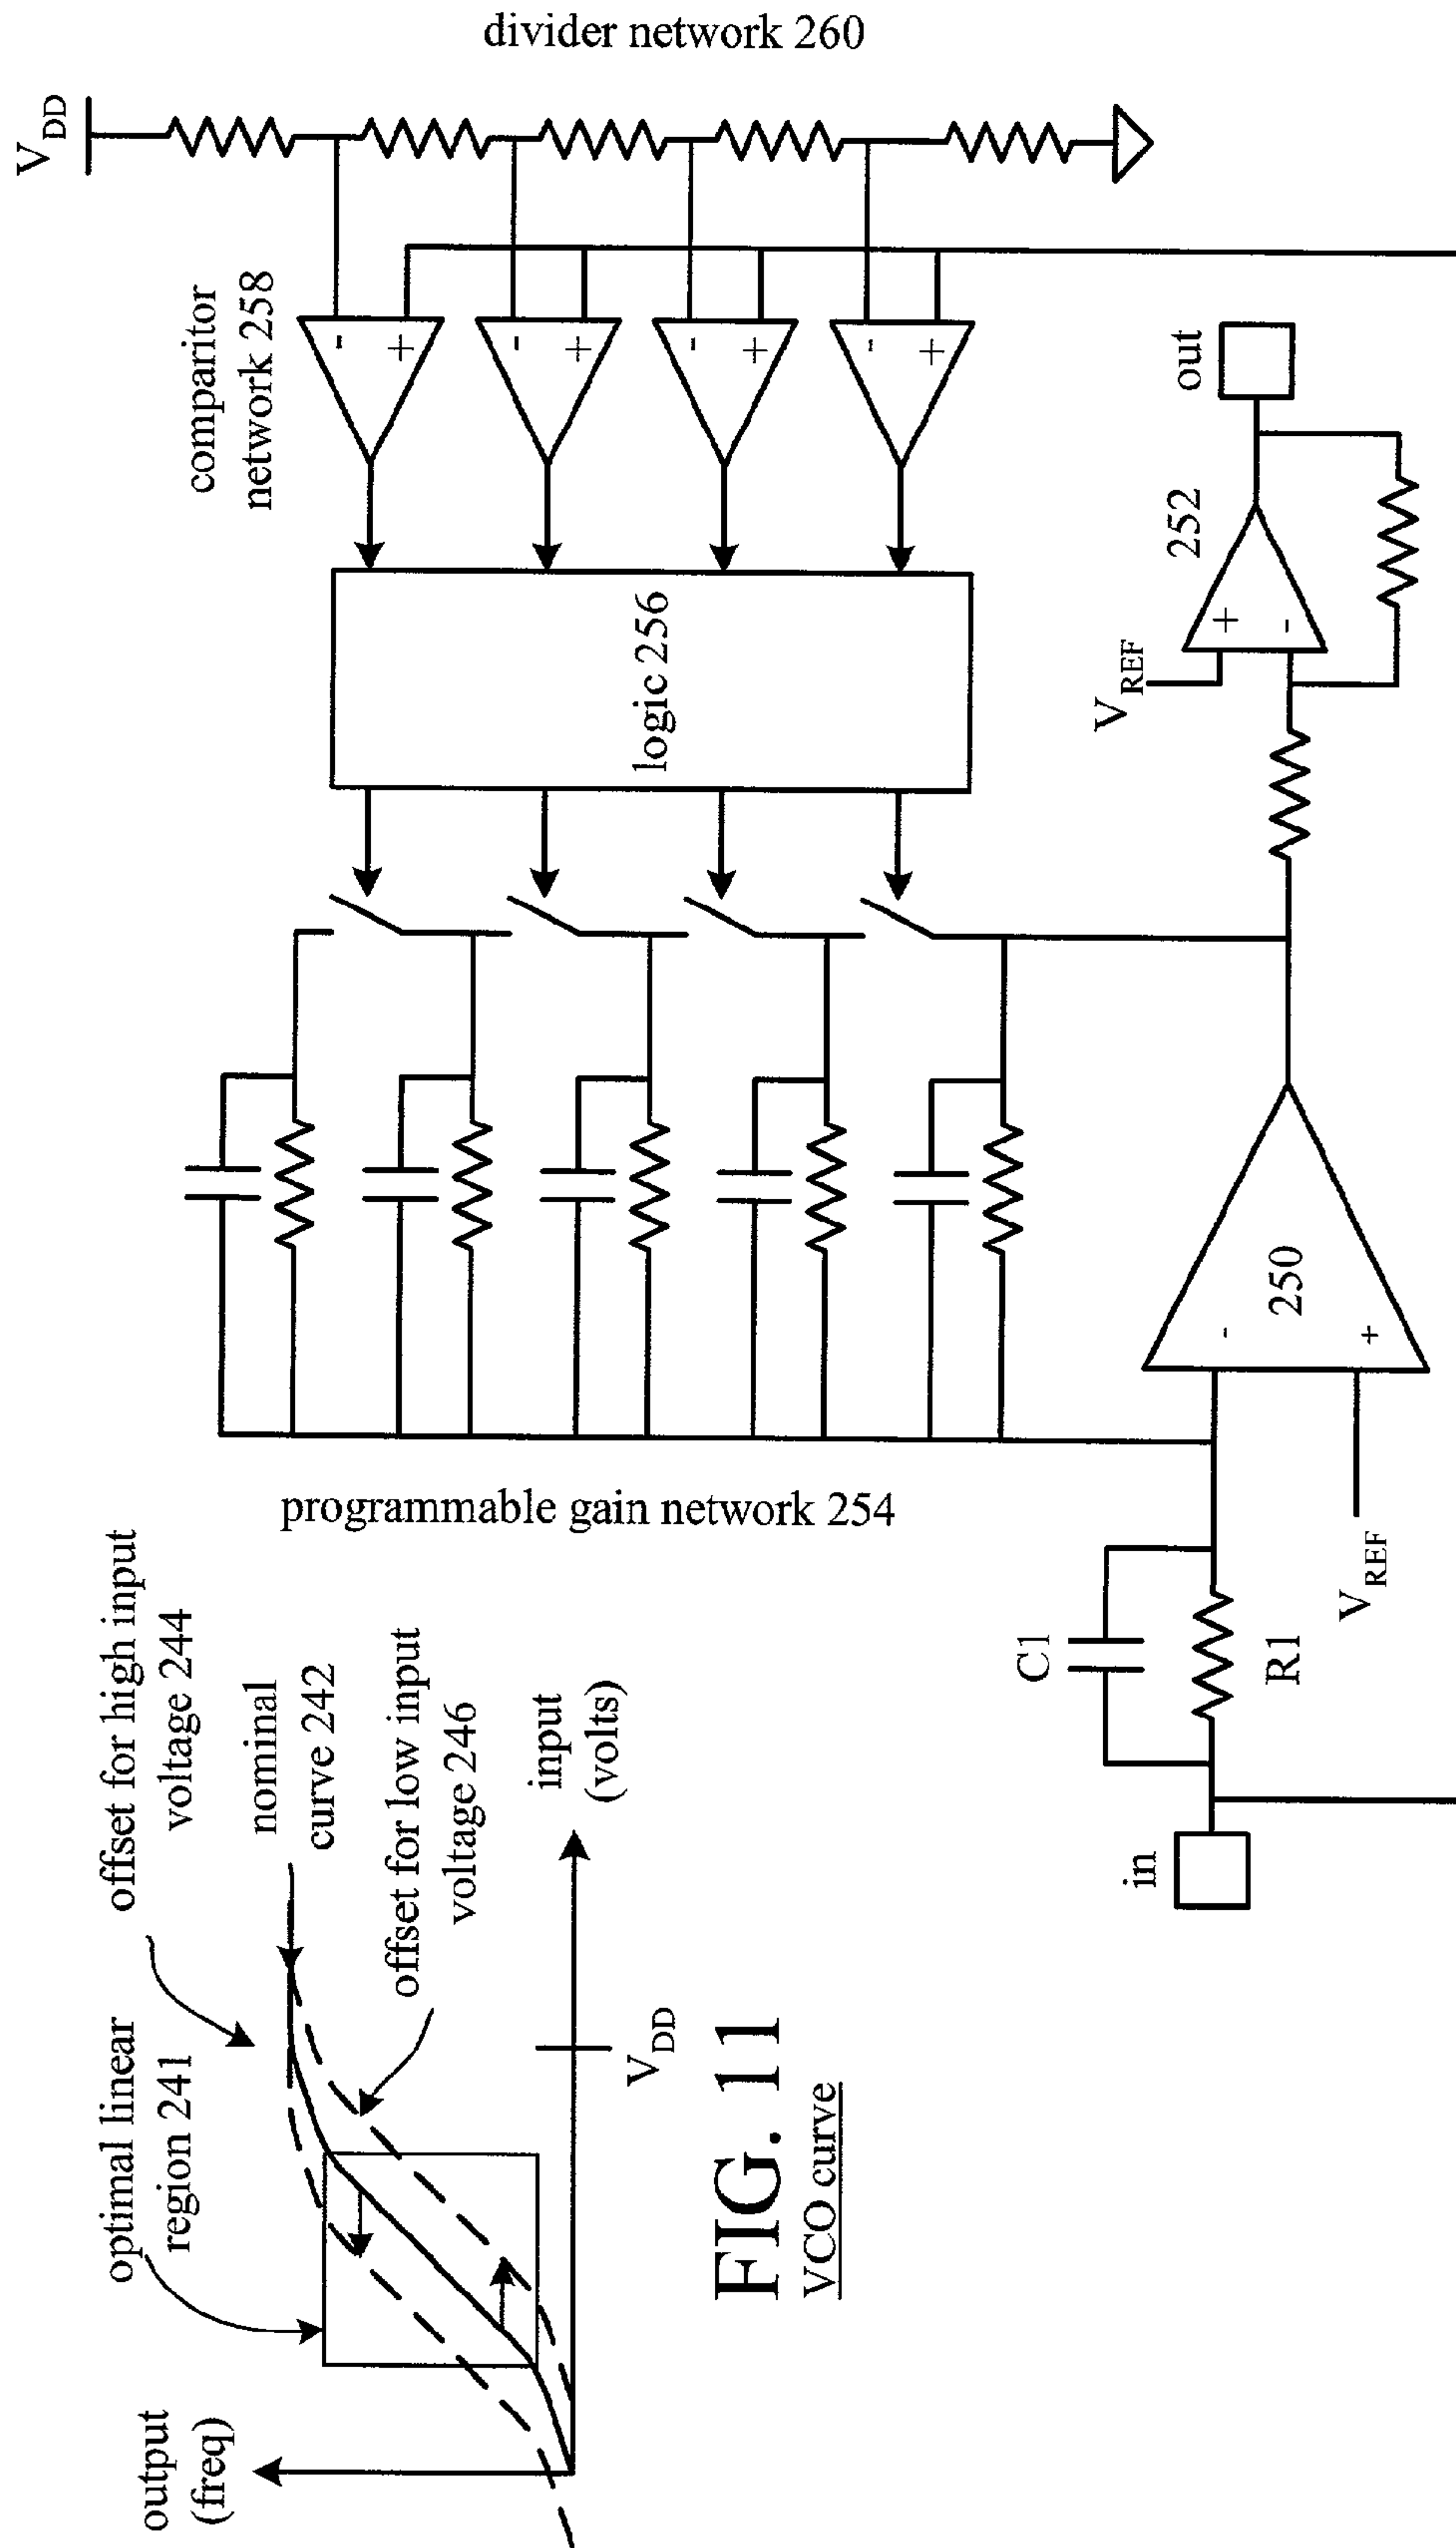 offset for high input
voltage 244
optimal linear
region 241
nominal
curve 242
offset for low input
voltage 246
output
(freq)
input
(volts)
V_DD
FIG. 11
VCO curve
programmable gain network 254
comparitor
network 258
V_DD
divider network 260
logic 256
in
C1
R1
V_REF
-
+
250
V_REF
+
-
252
out
-
+
-
+
-
+
-
+